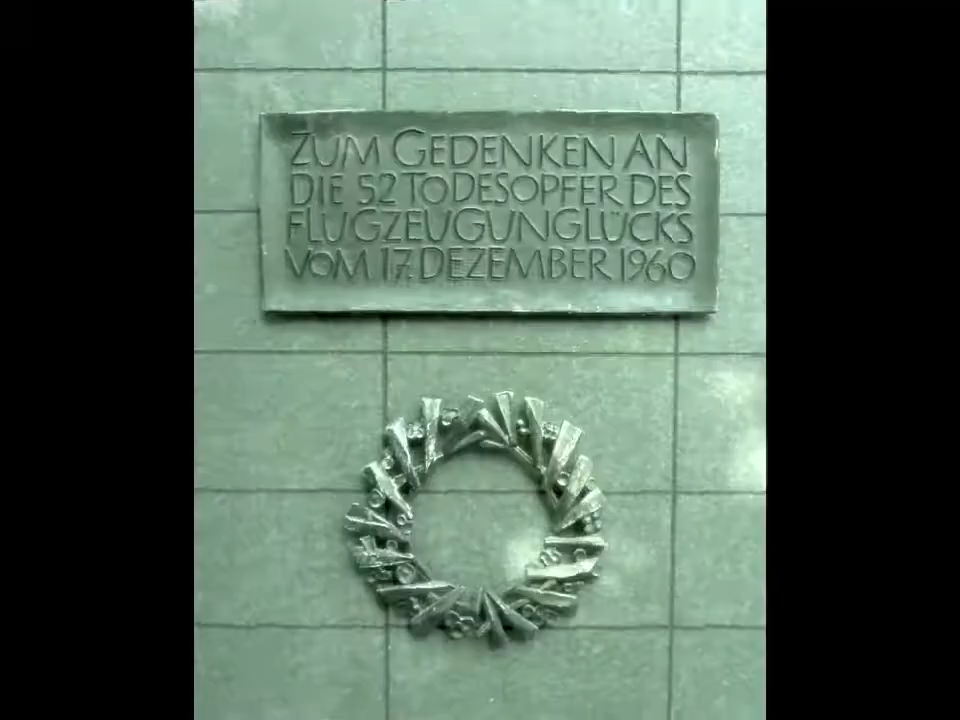 ZUM GEDENKEN AN
DIE 52 TODESOPFER DES
FLUGZEUGUNGLÜCKS
VOM 17. DEZEMBER 1960